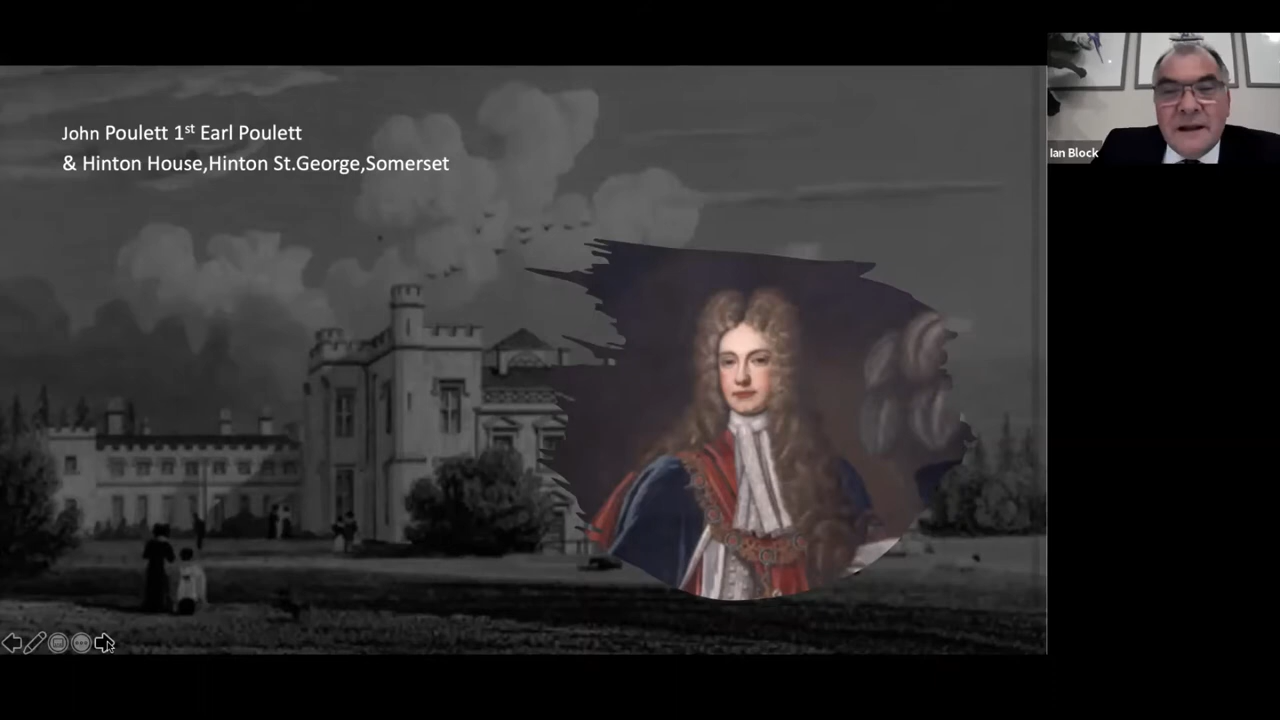 John Poulett 1st Earl Poulett
& Hinton House,Hinton St.George,Somerset
Ian Block